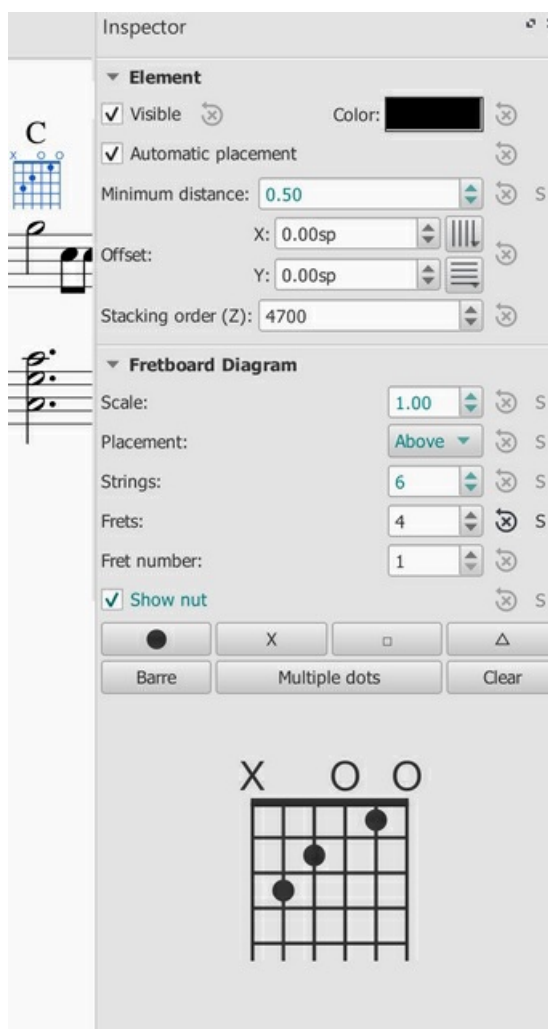 Inspector
Element
Visible Color:
Automatic placement
Minimum distance: 0.50 S
Offset: X: 0.00sp
Y: 0.00sp
Stacking order (Z): 4700
Fretboard Diagram
Scale: 1.00 S
Placement: Above S
Strings: 6 S
Frets: 4 S
Fret number: 1
Show nut S
X
Barre Multiple dots Clear
X O O
C
X O O